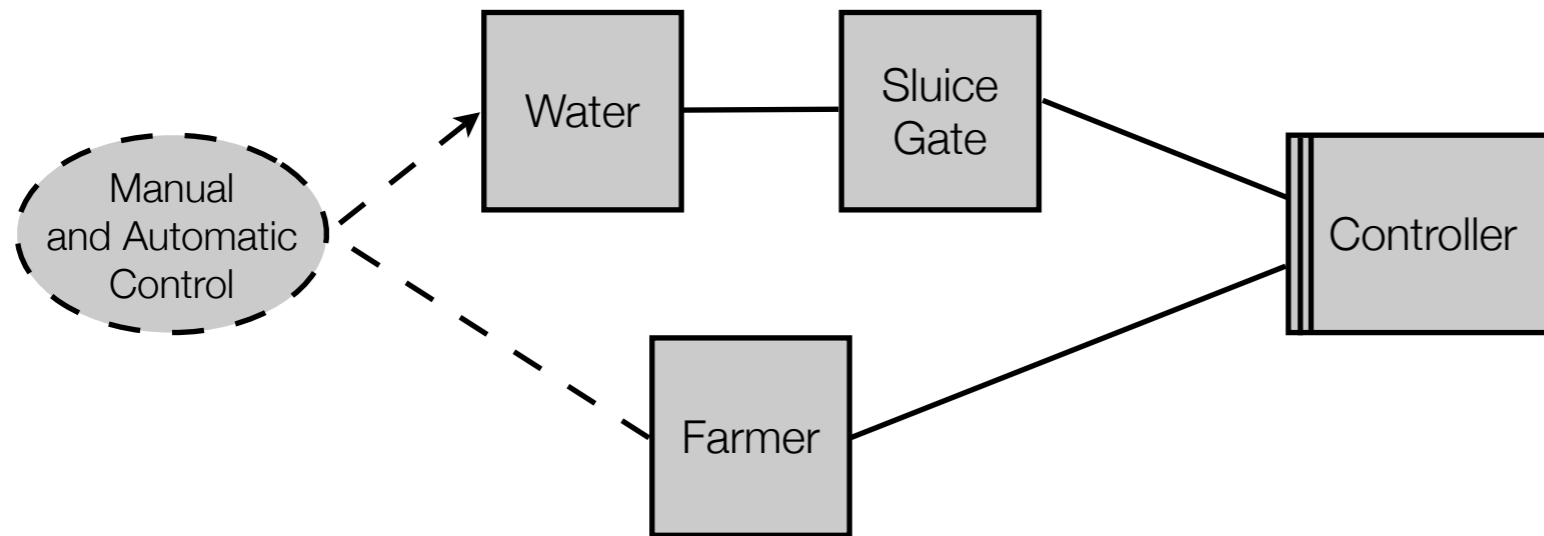 Manual
and Automatic
Control
Water
Sluice
Gate
Controller
Farmer